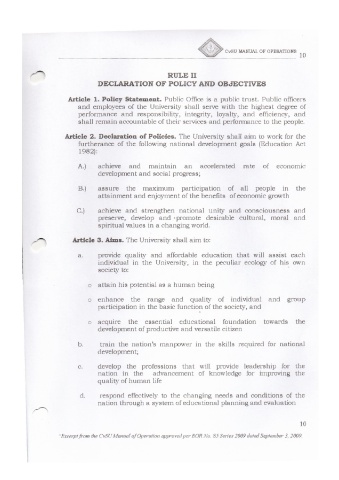 CvSU MANUAL OF OPERATIONS
10
RULE II
DECLARATION OF POLICY AND OBJECTIVES
Article 1. Policy Statement. Public Office is a public trust. Public officers
and employees of the University shall serve with the highest degree of
performance and responsibility, integrity, loyalty, and efficiency, and
shall remain accountable of their services and performance to the people.
Article 2. Declaration of Policies. The University shall aim to work for the
furtherance of the following national development goals (Education Act
1982):
A.) achieve and maintain an accelerated rate of economic
development and social progress;
B.) assure the maximum participation of all people in the
attainment and enjoyment of the benefits of economic growth
C.) achieve and strengthen national unity and consciousness and
preserve, develop and promote desirable cultural, moral and
spiritual values in a changing world.
Article 3. Aims. The University shall aim to:
a. provide quality and affordable education that will assist each
individual in the University, in the peculiar ecology of his own
society to:
o attain his potential as a human being
o enhance the range and quality of individual and group
participation in the basic function of the society, and
o acquire the essential educational foundation towards the
development of productive and versatile citizen
b. train the nation's manpower in the skills required for national
development;
c. develop the professions that will provide leadership for the
nation in the advancement of knowledge for improving the
quality of human life
d. respond effectively to the changing needs and conditions of the
nation through a system of educational planning and evaluation
10
Excerpt from the CvSU Manual of Operation approved per BOR No. 83 Series 2009 dated September 3, 2009